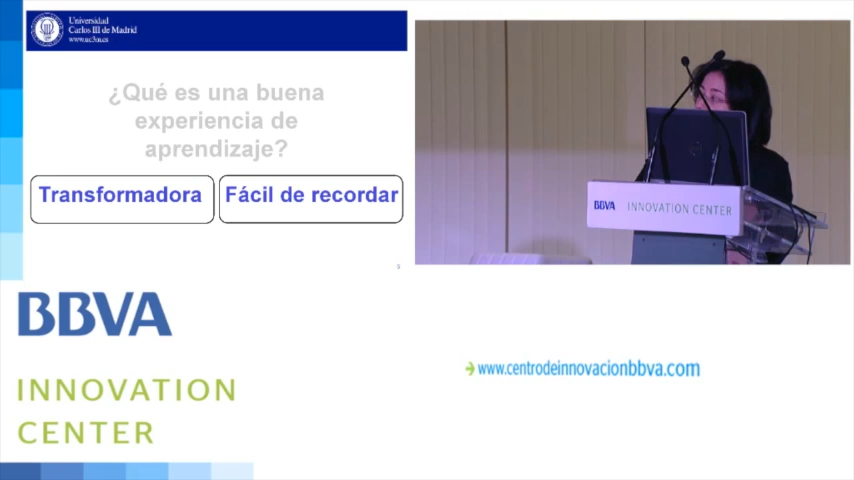 Universidad
Carlos III de Madrid
www.uc3m.es
¿Qué es una buena
experiencia de
aprendizaje?
Transformadora
Fácil de recordar
9
BBVA INNOVATION CENTER
BBVA
INNOVATION
CENTER
www.centrodeinnovacionbbva.com